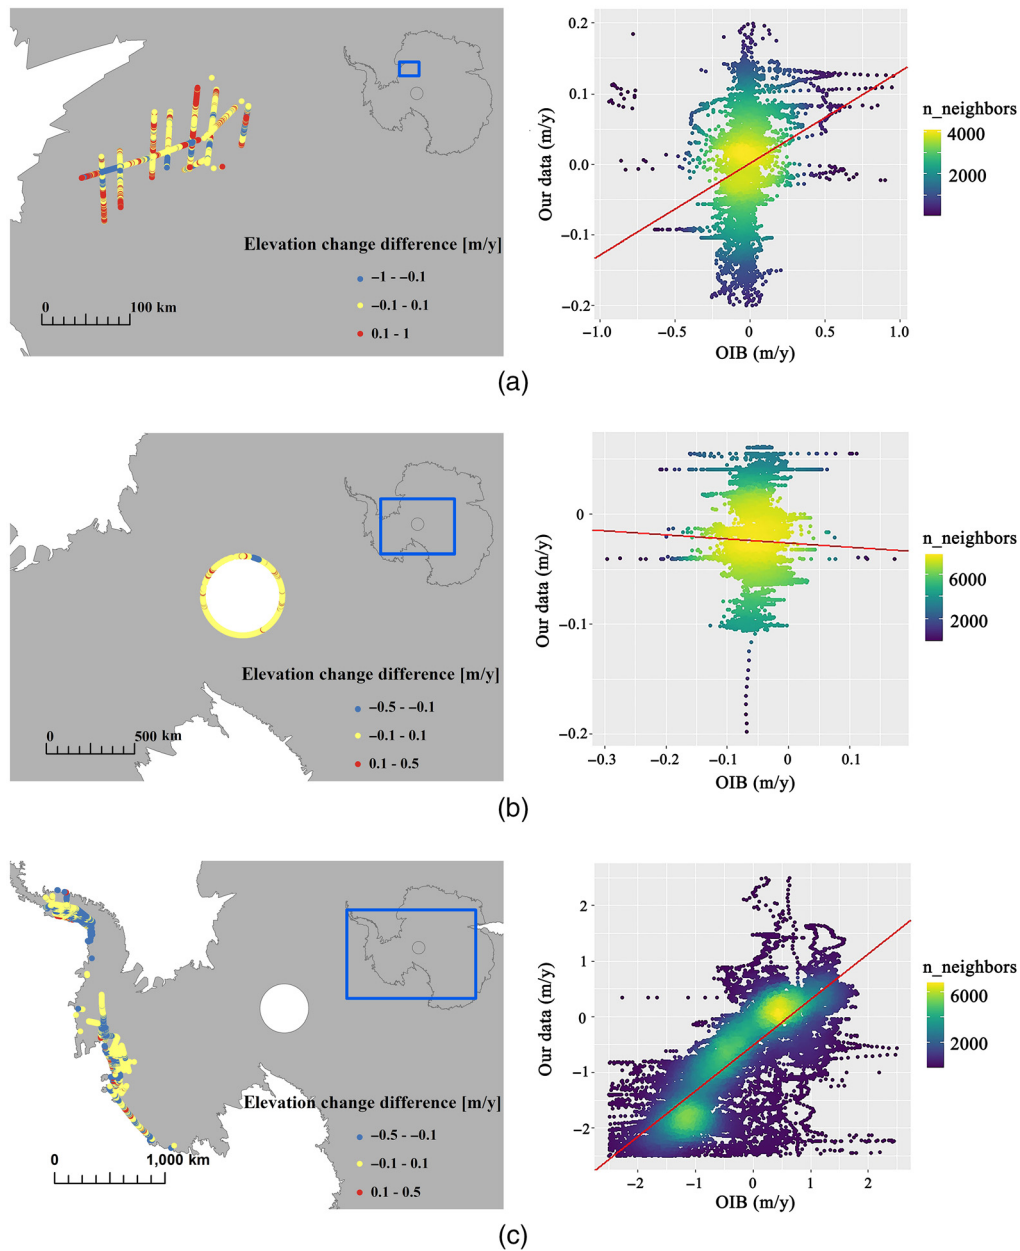 Elevation change difference [m/y]
−1 - −0.1
−0.1 - 0.1
0.1 - 1
0 100 km
0.2
0.1
0.0
−0.1
−0.2
Our data (m/y)
−1.0 −0.5 0 0.5 1.0
OIB (m/y)
n_neighbors
4000
2000
(a)
Elevation change difference [m/y]
−0.5 - −0.1
−0.1 - 0.1
0.1 - 0.5
0 500 km
0
−0.1
−0.2
Our data (m/y)
−0.3 −0.2 −0.1 0 0.1
OIB (m/y)
n_neighbors
6000
2000
(b)
Elevation change difference [m/y]
−0.5 - −0.1
−0.1 - 0.1
0.1 - 0.5
0 1,000 km
2
1
0
−1
−2
Our data (m/y)
−2 −1 0 1 2
OIB (m/y)
n_neighbors
6000
2000
(c)